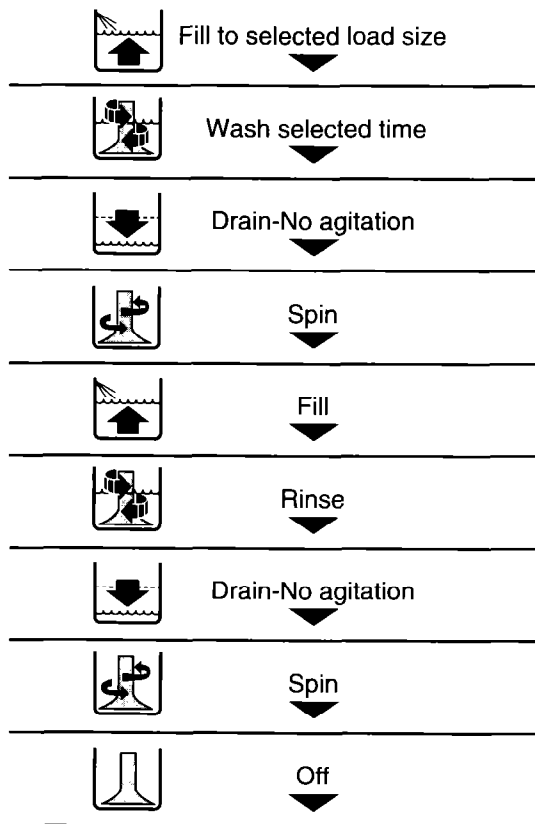 Fill to selected load size
Wash selected time
Drain-No agitation
Spin
Fill
Rinse
Drain-No agitation
Spin
Off